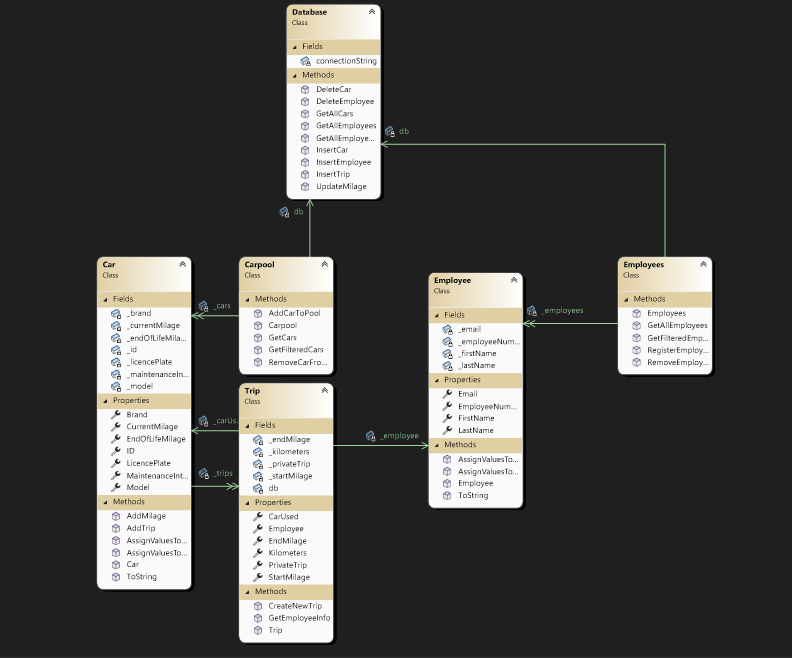 Database
Class
Fields
connectionString
Methods
DeleteCar
DeleteEmployee
GetAllCars
GetAllEmployees
GetAllEmploye...
InsertCar
InsertEmployee
InsertTrip
UpdateMilage
db
db
Car
Class
Fields
_brand
_currentMilage
_endOfLifeMila...
_id
_licencePlate
_maintenanceIn...
_model
Properties
Brand
CurrentMilage
EndOfLifeMilage
ID
LicencePlate
MaintenanceInt...
Model
Methods
AddMilage
AddTrip
AssignValuesTo...
AssignValuesTo...
Car
ToString
_cars
Carpool
Class
Methods
AddCarToPool
Carpool
GetCars
GetFilteredCars
RemoveCarFro...
_carUs
_trips
Trip
Class
Fields
_endMilage
_kilometers
_privateTrip
_startMilage
db
Properties
CarUsed
Employee
EndMilage
Kilometers
PrivateTrip
StartMilage
Methods
CreateNewTrip
GetEmployeeInfo
Trip
_employee
Employee
Class
Fields
_email
_employeeNum...
_firstName
_lastName
Properties
Email
EmployeeNum...
FirstName
LastName
Methods
AssignValuesTo...
AssignValuesTo...
Employee
ToString
_employees
Employees
Class
Methods
Employees
GetAllEmployees
GetFilteredEmp...
RegisterEmploy...
RemoveEmploy...